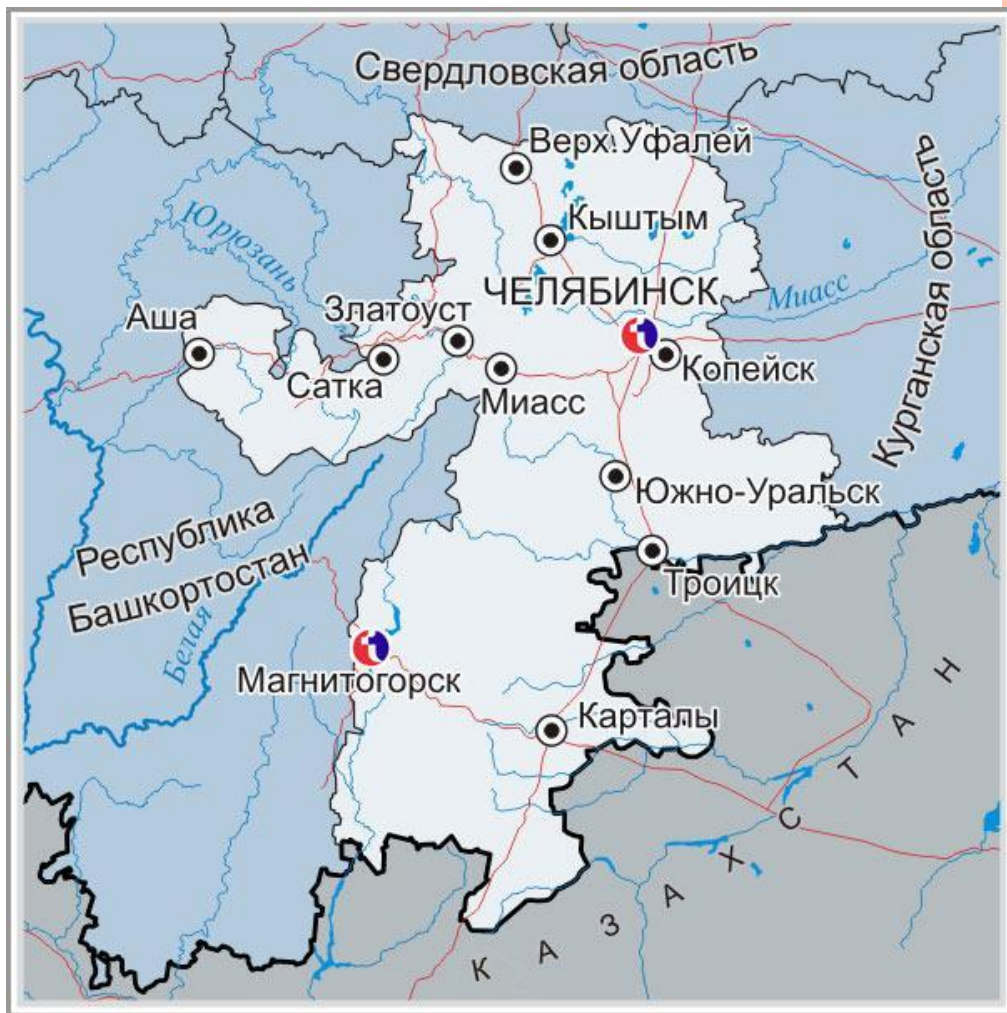 Свердловская область
Верх.Уфалей
Кыштым
Курганская область
Юрюзань
ЧЕЛЯБИНСК
Миасс
Аша
Златоуст
Сатка
Миасс
Копейск
Южно-Уральск
Республика
Башкортостан
Троицк
Белая
Магнитогорск
Карталы
КАЗАХСТАН